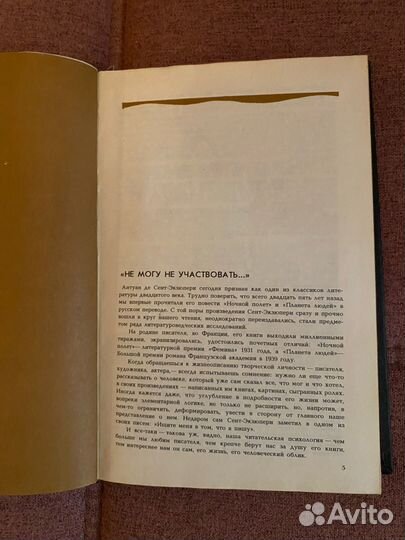 «НЕ МОГУ НЕ УЧАСТВОВАТЬ...»
Антуан де Сент-Экзюпери сегодня признан как один из классиков лите-
ратуры двадцатого века. Трудно поверить, что всего двадцать пять лет назад
мы впервые прочитали его повести «Ночной полет» и «Планета людей» в
русском переводе. С той поры произведения Сент-Экзюпери сразу и прочно
вошли в круг нашего чтения, неоднократно переиздавались, стали предме-
том ряда литературоведческих исследований.
На родине писателя, во Франции, его книги выходили миллионными
тиражами, экранизировались, удостоились почетных отличий: «Ночной
полет»—литературной премии «Фемина» 1931 года, а «Планета людей»—
Большой премии романа Французской академии в 1939 году.
Когда обращаешься к жизнеописанию творческой личности — писателя,
художника, актера, — всегда испытываешь сомнение: нужно ли еще что-то
рассказывать о человеке, который уже сам сказал все, что мог и что хотел,
в своих произведениях — написанных им книгах, картинах, сыгранных ролях.
Иногда кажется даже, что углубление в подробности его жизни может,
вопреки элементарной логике, не только не расширить, но, напротив, в
чем-то ограничить, деформировать, увести в сторону от главного наше
представление о нем. Недаром сам Сент-Экзюпери заметил в одном из
своих писем: «Ищите меня в том, что я пишу».
И все-таки — такова уж, видно, наша читательская психология — чем
больше мы любим писателя, чем крепче берут нас за душу его книги,
тем интереснее нам он сам, его жизнь, его человеческий облик.
5
Avito